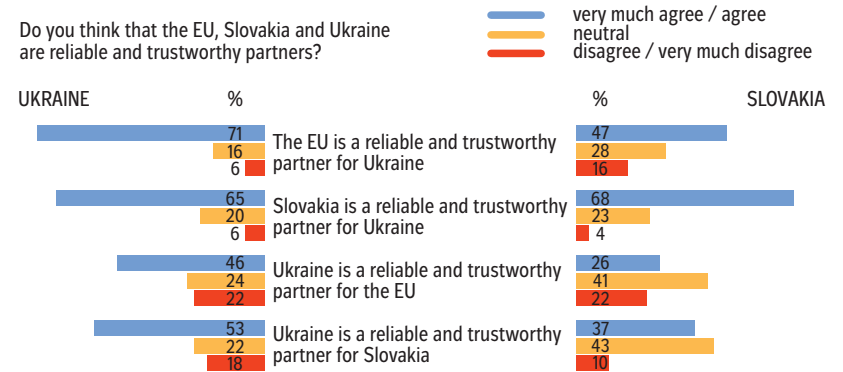 Do you think that the EU, Slovakia and Ukraine
are reliable and trustworthy partners?
very much agree / agree
neutral
disagree / very much disagree
UKRAINE % % SLOVAKIA
71 The EU is a reliable and trustworthy 47
16 partner for Ukraine 28
6 16
65 Slovakia is a reliable and trustworthy 68
20 partner for Ukraine 23
6 4
46 Ukraine is a reliable and trustworthy 26
24 partner for the EU 41
22 22
53 Ukraine is a reliable and trustworthy 37
22 partner for Slovakia 43
18 10